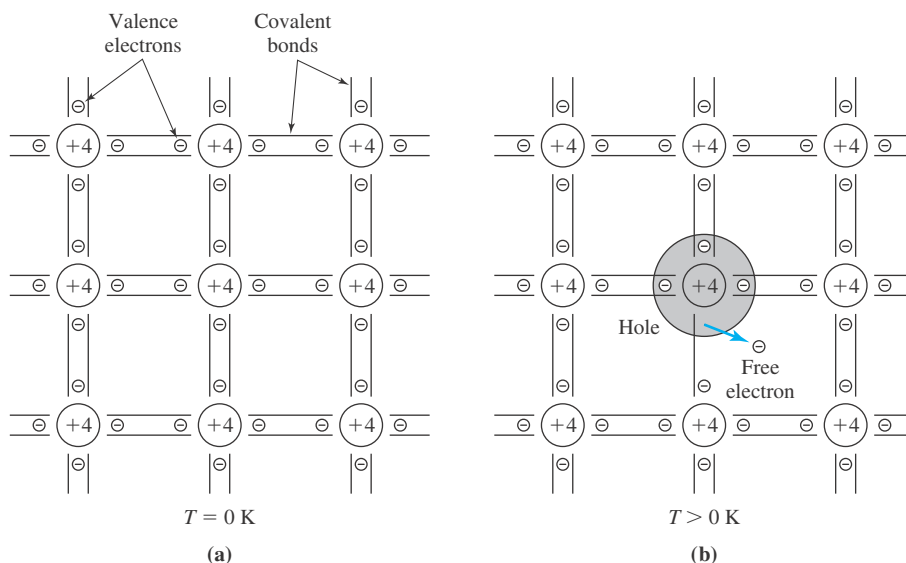 Valence
electrons
Covalent
bonds
+4 +4 +4
+4 +4 +4
+4 +4 +4
T = 0 K
(a)
+4 +4 +4
+4 +4 +4
Hole
Free
electron
+4 +4 +4
T > 0 K
(b)